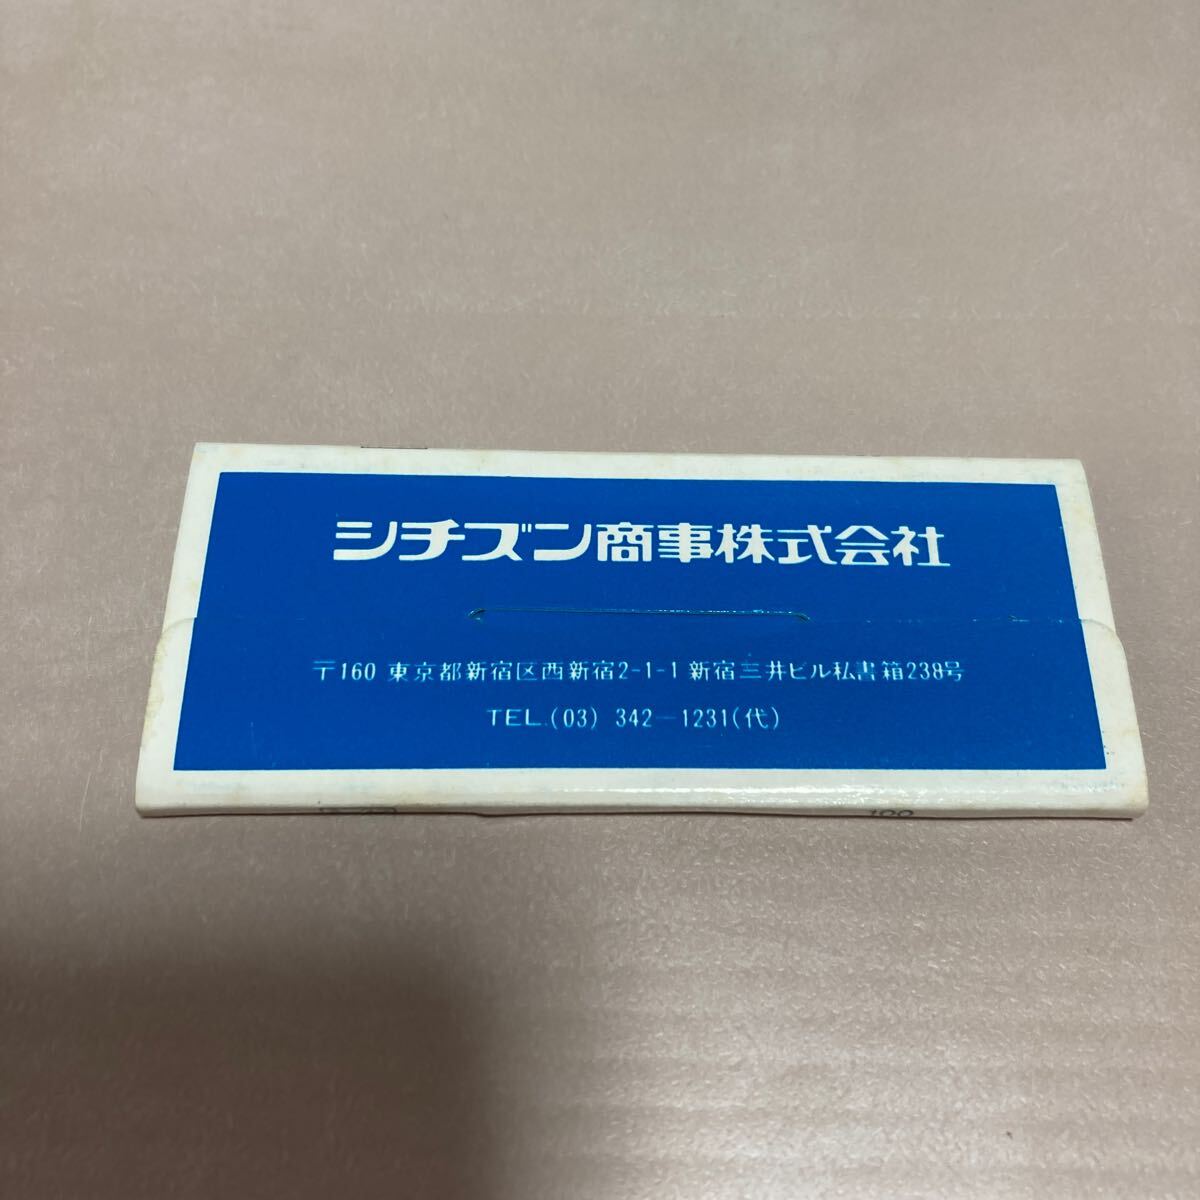 シチズン商事株式会社
〒160 東京都新宿区西新宿2-1-1 新宿三井ビル私書箱238号
TEL.(03) 342-1231(代)
100